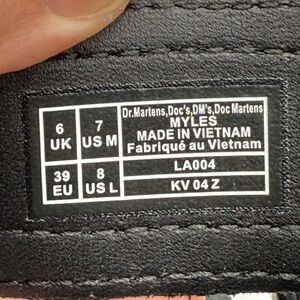 6
UK
7
US M
39
EU
8
US L
Dr.Martens,Doc's,DM's,Doc Martens
MYLES
MADE IN VIETNAM
Fabriqué au Vietnam
LA004
KV 04 Z